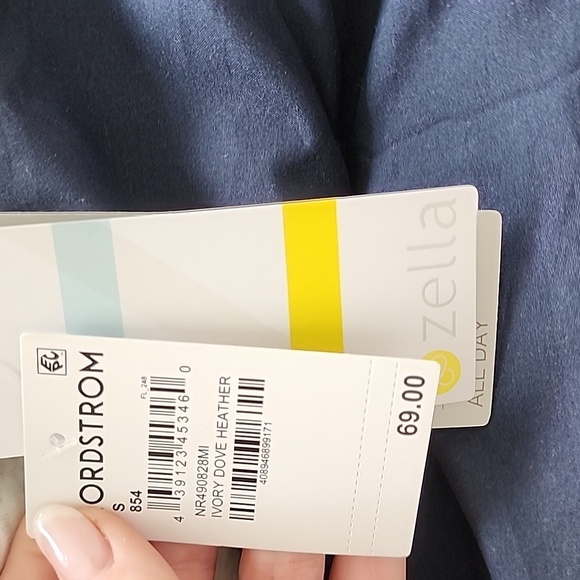 zella
ALL DAY
ORDSTROM
S
854
FL 248
4 39123 45346 0
NR490828MI
IVORY DOVE HEATHER
408946899171
69.00